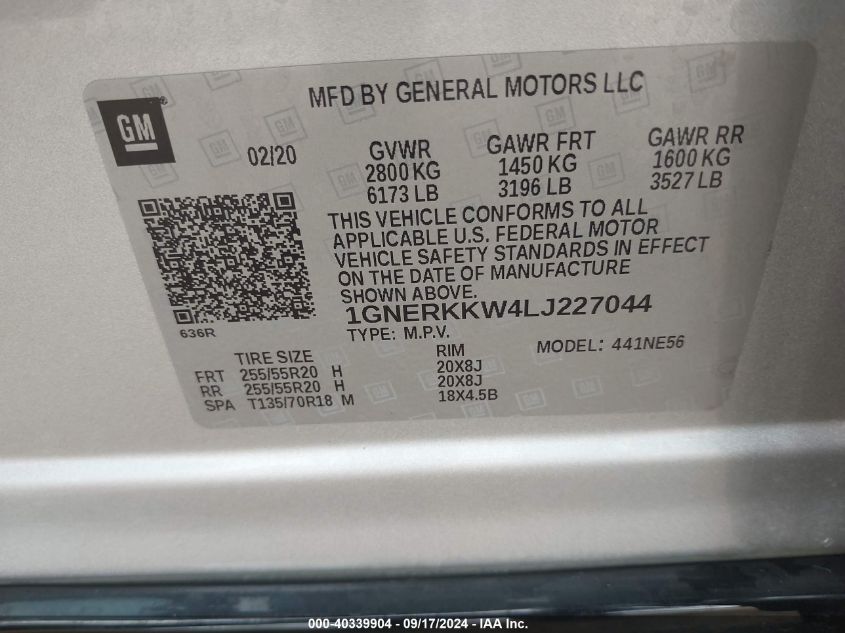 MFD BY GENERAL MOTORS LLC
GM®
02/20
GVWR
2800 KG
6173 LB
GAWR FRT
1450 KG
3196 LB
GAWR RR
1600 KG
3527 LB
THIS VEHICLE CONFORMS TO ALL
APPLICABLE U.S. FEDERAL MOTOR
VEHICLE SAFETY STANDARDS IN EFFECT
ON THE DATE OF MANUFACTURE
SHOWN ABOVE.
1GNERKKW4LJ227044
636R
TYPE: M.P.V.
MODEL: 441NE56
TIRE SIZE RIM
FRT 255/55R20 H 20X8J
RR 255/55R20 H 20X8J
SPA T135/70R18 M 18X4.5B
000-40339904 - 09/17/2024 - IAA Inc.